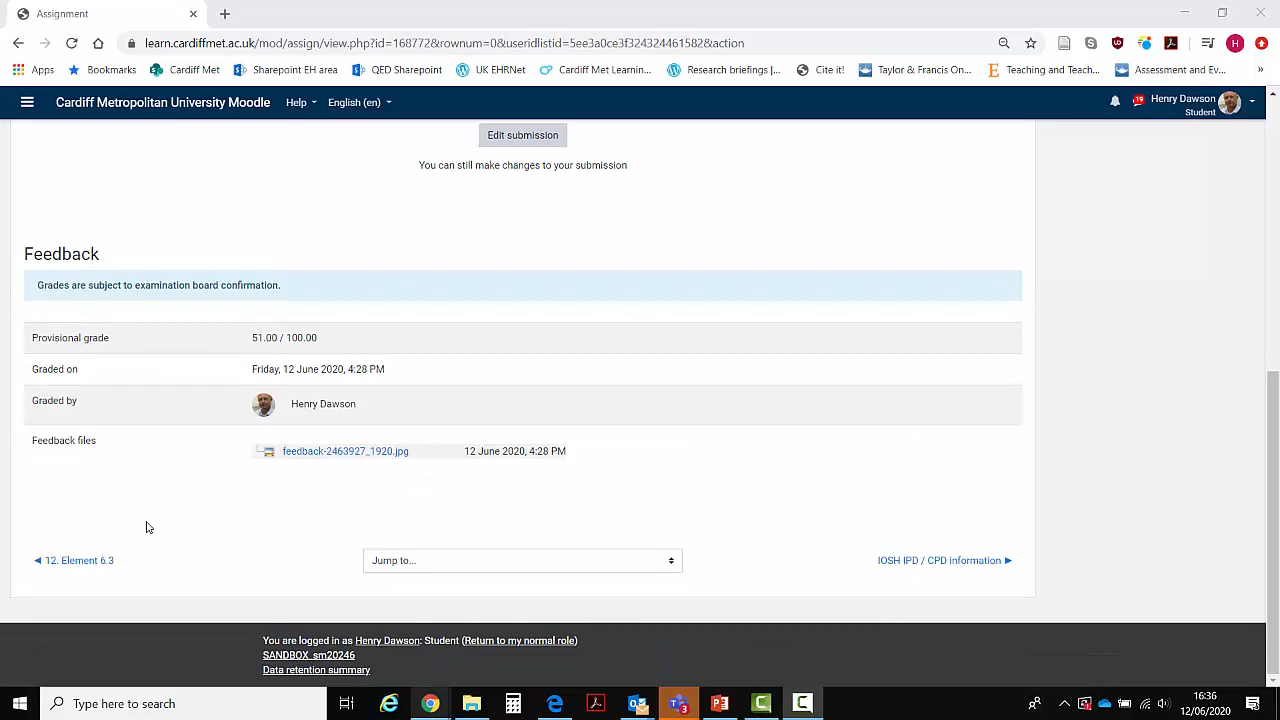 Assignment
learn.cardiffmet.ac.uk/mod/assign/view.php?id=168772&rownum=0&useridlistid=5ee3a0ce3f324324461582&action
Apps Bookmarks Cardiff Met Sharepoint EH area QED Sharepoint UK EHRNet Cardiff Met Learnin... Research briefings|... Cite it! Taylor & Francis On... Teaching and Teach... Assessment and Ev... »
Cardiff Metropolitan University Moodle Help English (en) 19 Henry Dawson
Student
Edit submission
You can still make changes to your submission
Feedback
Grades are subject to examination board confirmation.
Provisional grade 51.00 / 100.00
Graded on Friday, 12 June 2020, 4:28 PM
Graded by Henry Dawson
Feedback files feedback-2463927_1920.jpg 12 June 2020, 4:28 PM
◀ 12. Element 6.3 Jump to... IOSH IPD / CPD information ▶
You are logged in as Henry Dawson: Student (Return to my normal role)
SANDBOX_sm20246
Data retention summary
Type here to search
16:36
12/06/2020